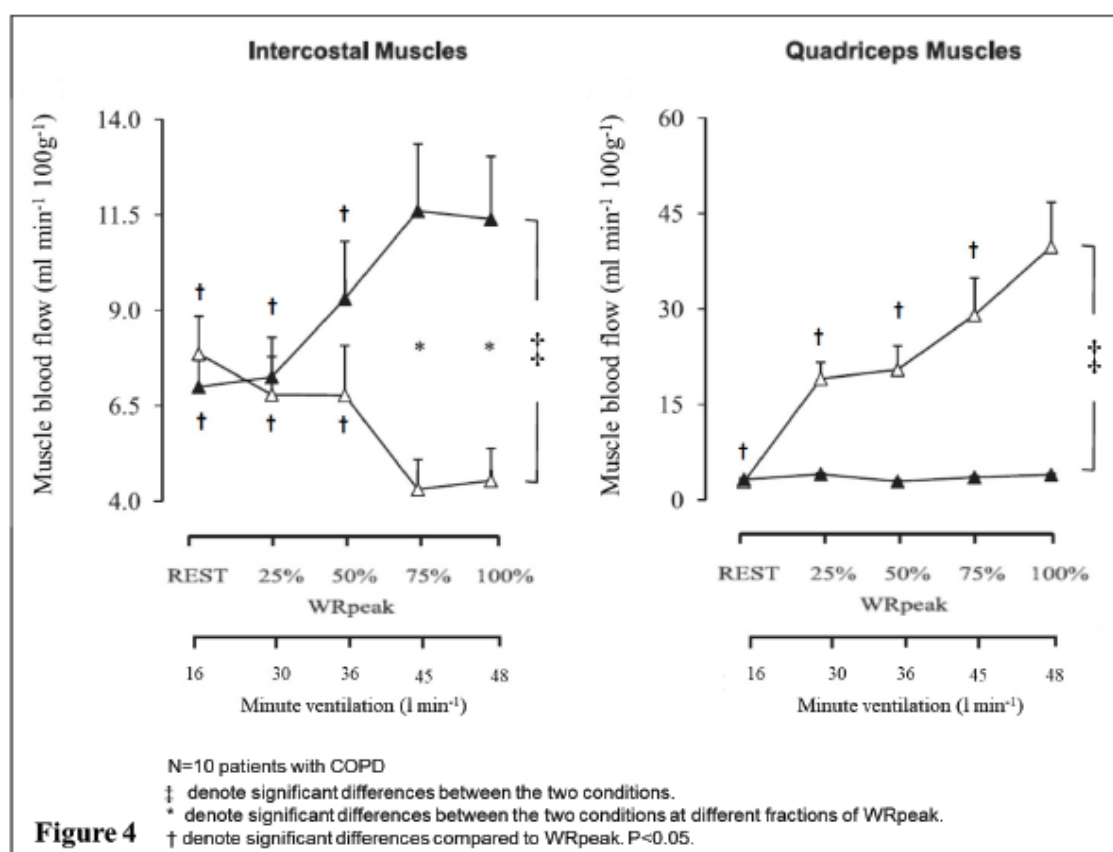 Intercostal Muscles
Quadriceps Muscles
Muscle blood flow (ml min⁻¹ 100g⁻¹)
14.0
11.5
9.0
6.5
4.0
† † †
† † †
* *
‡
REST 25% 50% 75% 100%
WRpeak
16 30 36 45 48
Minute ventilation (l min⁻¹)
Muscle blood flow (ml min⁻¹ 100g⁻¹)
60
45
30
15
0
† † † †
‡
REST 25% 50% 75% 100%
WRpeak
16 30 36 45 48
Minute ventilation (l min⁻¹)
N=10 patients with COPD
‡ denote significant differences between the two conditions.
* denote significant differences between the two conditions at different fractions of WRpeak.
† denote significant differences compared to WRpeak. P<0.05.
Figure 4